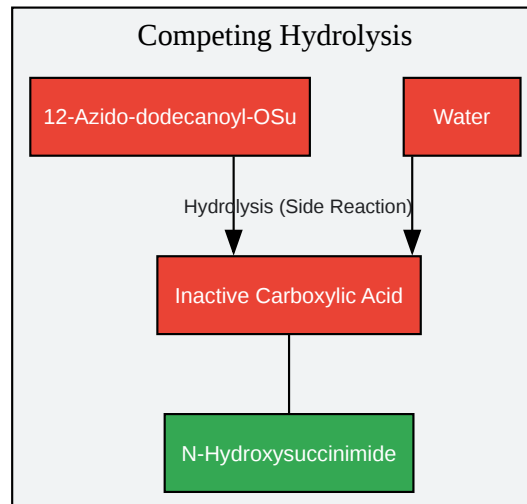 Competing Hydrolysis
12-Azido-dodecanoyl-OSu
Water
Hydrolysis (Side Reaction)
Inactive Carboxylic Acid
N-Hydroxysuccinimide